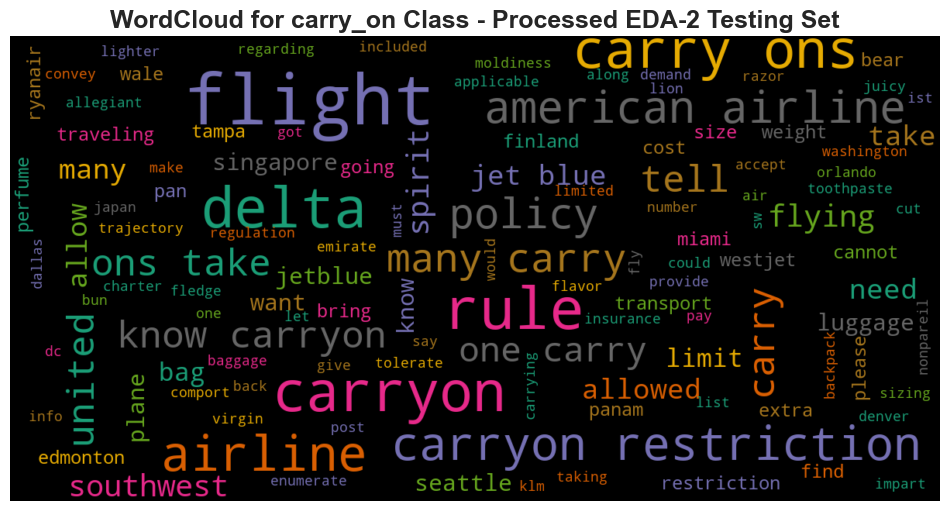 WordCloud for carry_on Class - Processed EDA-2 Testing Set
lighter
regarding
included
carry ons
bear
ryanair
convey
wale
flight
moldiness
applicable
along
demand
lion
razor
juicy
ist
allegiant
american airline
traveling
tampa
got
finland
size
weight
take
cost
washington
many
make
singapore
going
spirit
jet blue
limited
tell
accept
orlando
toothpaste
perfume
pan
delta
policy
number
air
sw
flying
cut
japan
trajectory
regulation
must
allow
emirate
miami
dallas
ons take
many carry
would
fly
could
westjet
cannot
charter
fledge
jetblue
know
flavor
provide
bun
one
want
let
bring
rule
transport
insurance
pay
carry
need
luggage
nonpareil
united
know carryon
say
one carry
limit
dc
baggage
give
tolerate
bag
comport
back
carryon
carrying
allowed
list
backpack
please
sizing
plane
panam
extra
denver
info
virgin
post
carryon restriction
edmonton
airline
find
southwest
enumerate
seattle
klm
taking
restriction
impart